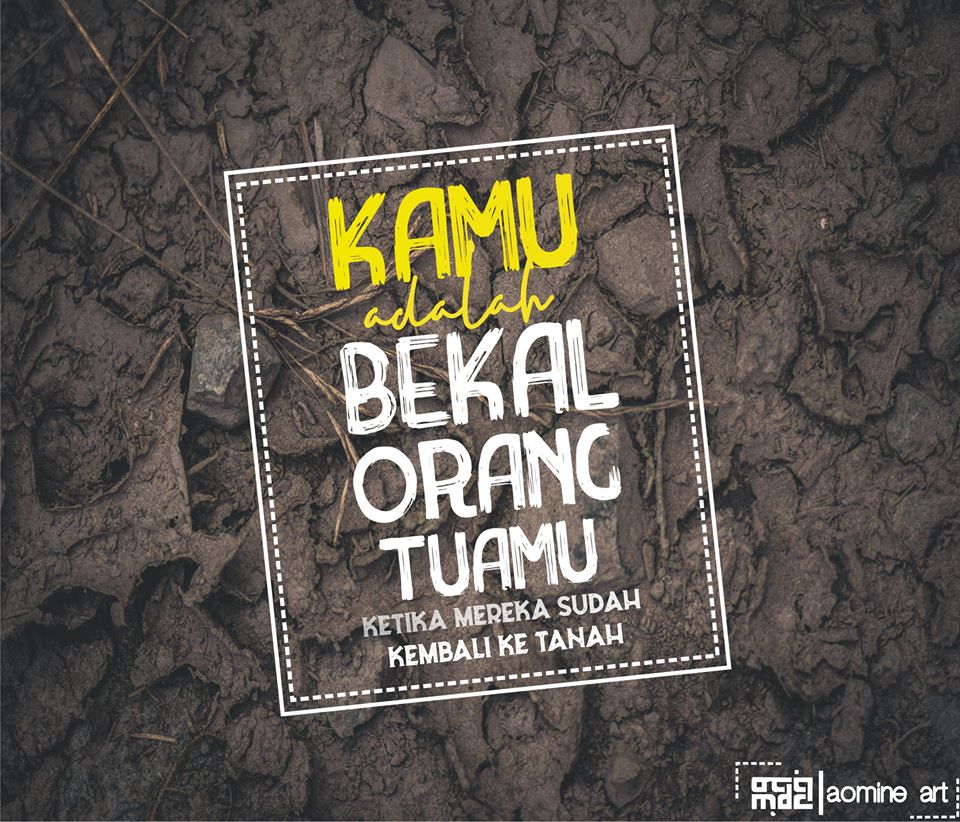 KAMU
adalah
BEKAL
ORANG
TUAMU
KETIKA MEREKA SUDAH
KEMBALI KE TANAH
aomine art